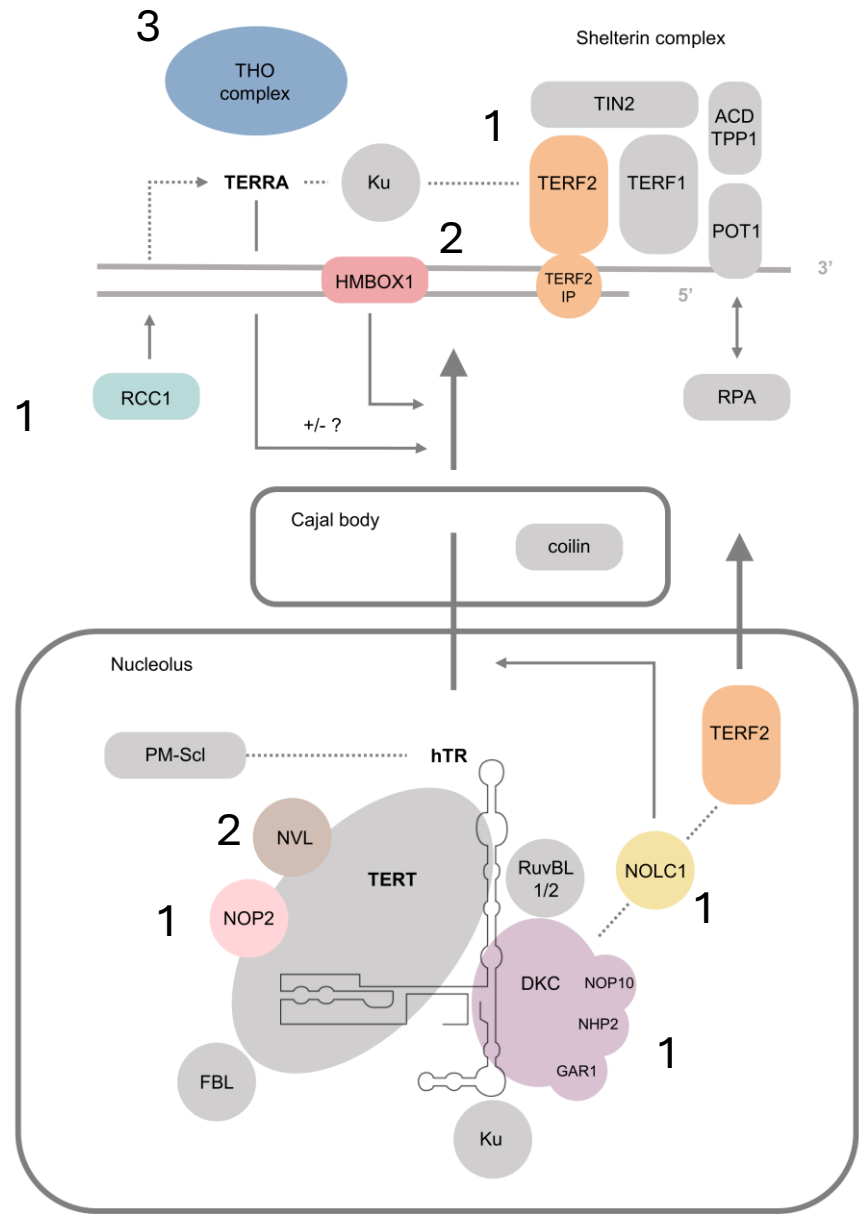 3
Shelterin complex
THO
complex
TIN2
ACD
TPP1
1
TERRA
Ku
TERF2
TERF1
POT1
2
HMBOX1
TERF2
IP
3’
5’
RCC1
1
RPA
+/- ?
Cajal body
coilin
Nucleolus
TERF2
PM-Scl
hTR
2
NVL
TERT
RuvBL
1/2
NOLC1
1
1
NOP2
DKC
NOP10
NHP2
1
GAR1
FBL
Ku